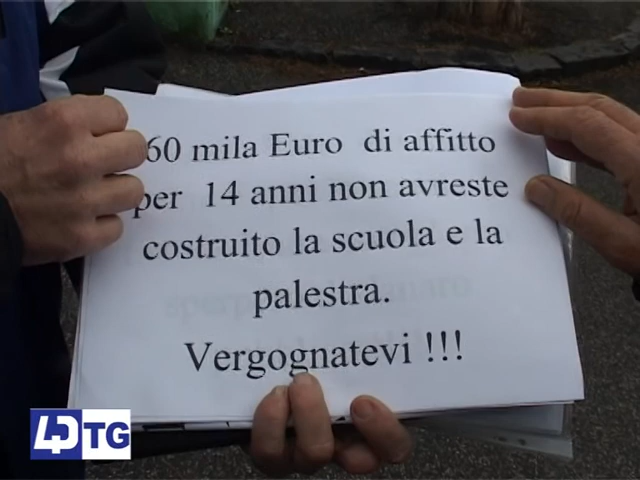 60 mila Euro di affitto
per 14 anni non avreste
costruito la scuola e la
palestra.
Vergognatevi !!!
TG